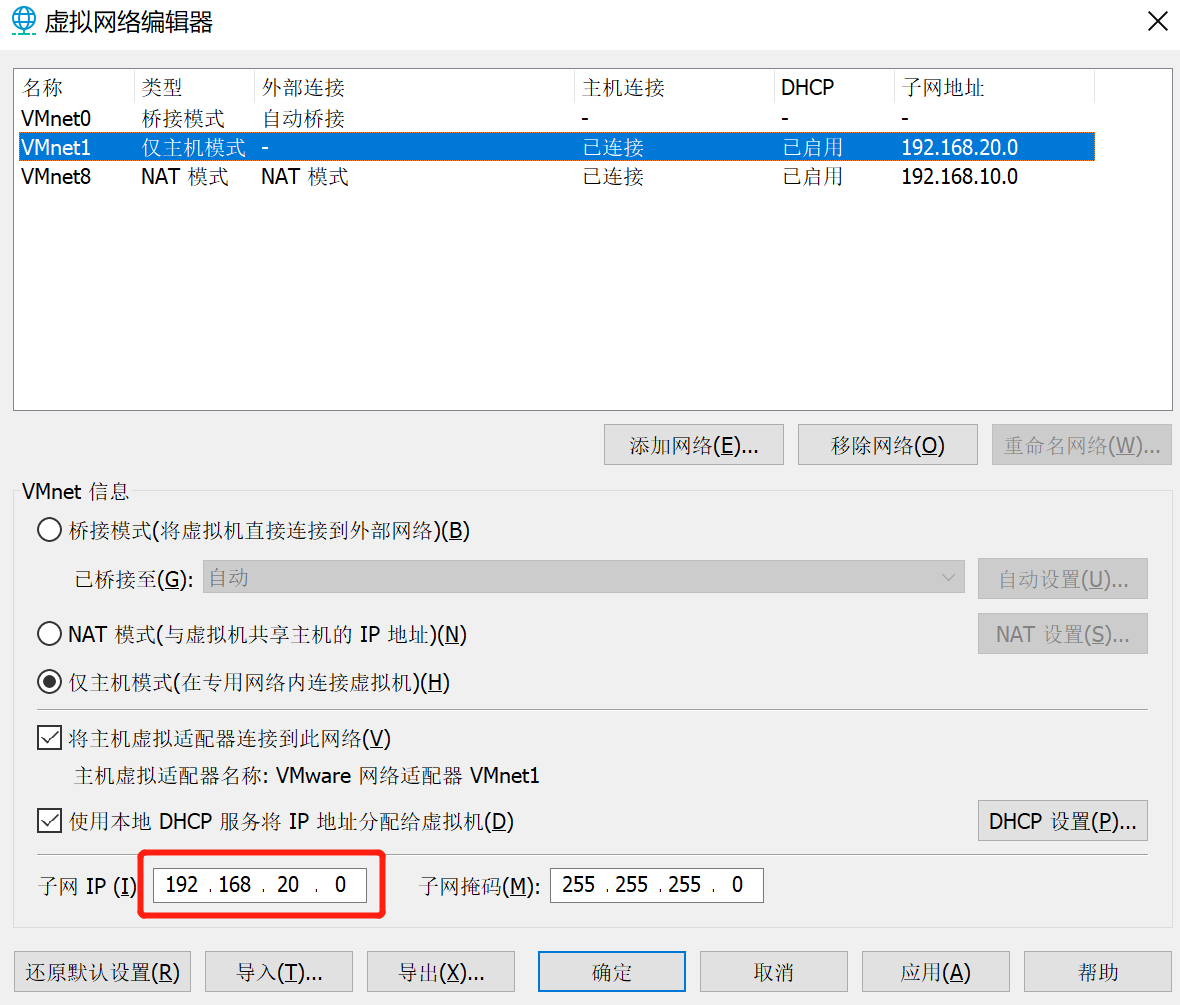 虚拟网络编辑器
名称 类型 外部连接 主机连接 DHCP 子网地址
VMnet0 桥接模式 自动桥接 - - -
VMnet1 仅主机模式 - 已连接 已启用 192.168.20.0
VMnet8 NAT 模式 NAT 模式 已连接 已启用 192.168.10.0
添加网络(E)... 移除网络(O) 重命名网络(W)...
VMnet 信息
桥接模式(将虚拟机直接连接到外部网络)(B)
已桥接至(G): 自动 自动设置(U)...
NAT 模式(与虚拟机共享主机的 IP 地址)(N) NAT 设置(S)...
仅主机模式(在专用网络内连接虚拟机)(H)
将主机虚拟适配器连接到此网络(V)
主机虚拟适配器名称: VMware 网络适配器 VMnet1
使用本地 DHCP 服务将 IP 地址分配给虚拟机(D) DHCP 设置(P)...
子网 IP (I) 192 . 168 . 20 . 0 子网掩码(M): 255 . 255 . 255 . 0
还原默认设置(R) 导入(T)... 导出(X)... 确定 取消 应用(A) 帮助